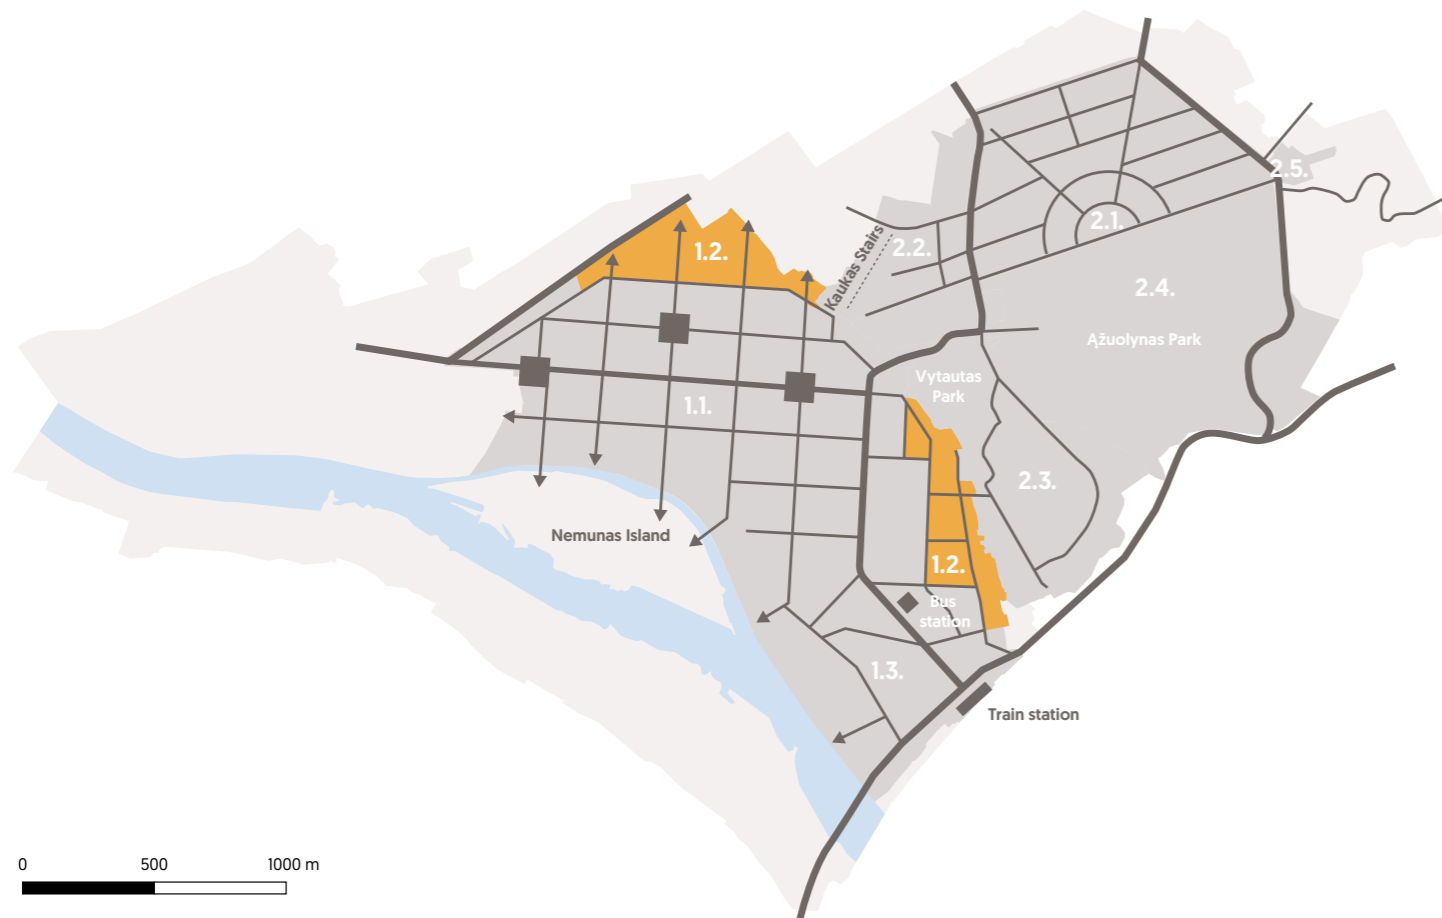 2.5.
2.1.
Kaukas Stairs
2.2.
1.2.
2.4.
Ąžuolynas Park
Vytautas
Park
1.1.
2.3.
Nemunas Island
1.2.
Bus
station
1.3.
Train station
0 500 1000 m